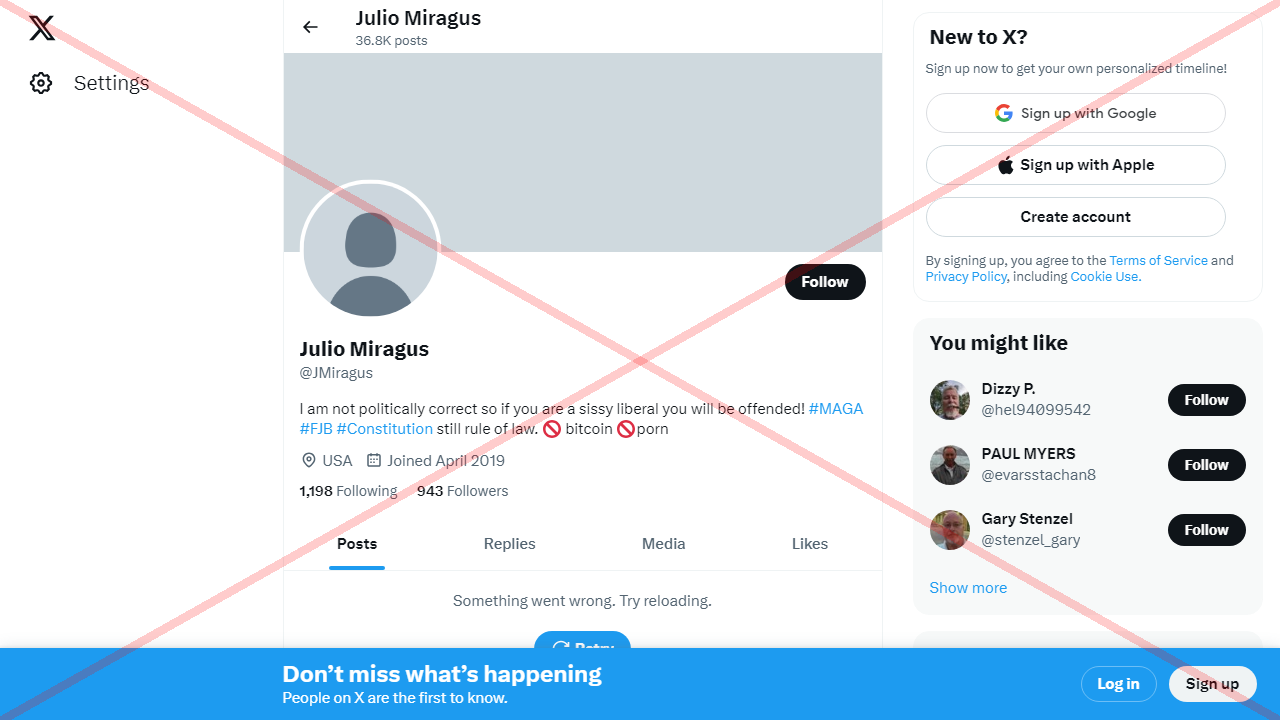 Settings
Julio Miragus
36.8K posts
Follow
Julio Miragus
@JMiragus
I am not politically correct so if you are a sissy liberal you will be offended! #MAGA
#FJB #Constitution still rule of law. 🚫 bitcoin 🚫porn
USA Joined April 2019
1,198 Following 943 Followers
Posts Replies Media Likes
Something went wrong. Try reloading.
Retry
New to X?
Sign up now to get your own personalized timeline!
Sign up with Google
Sign up with Apple
Create account
By signing up, you agree to the Terms of Service and
Privacy Policy, including Cookie Use.
You might like
Dizzy P.
@hel94099542
Follow
PAUL MYERS
@evarsstachan8
Follow
Gary Stenzel
@stenzel_gary
Follow
Show more
Don’t miss what’s happening
People on X are the first to know.
Log in
Sign up